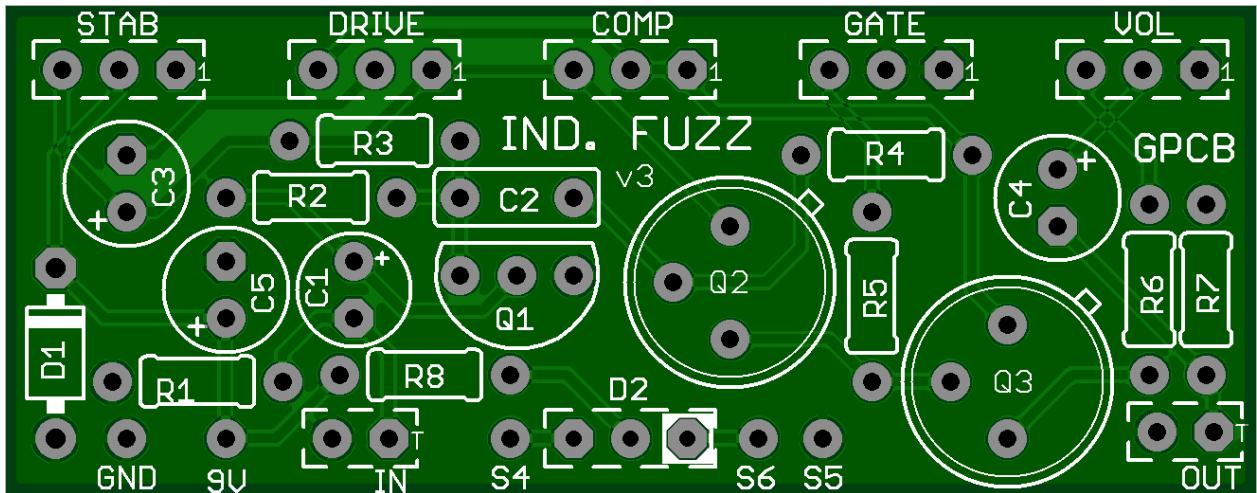 STAB DRIVE COMP GATE VOL
1 1 1 1 1
IND. FUZZ
R3 R4 GPCB
C3 R2 C2 v3 C4
+ +
C5 C1 + Q1 Q2 R5 R6 R7
+
D1 R1 R8 D2 Q3
T T
GND 9V IN S4 S6 S5 OUT